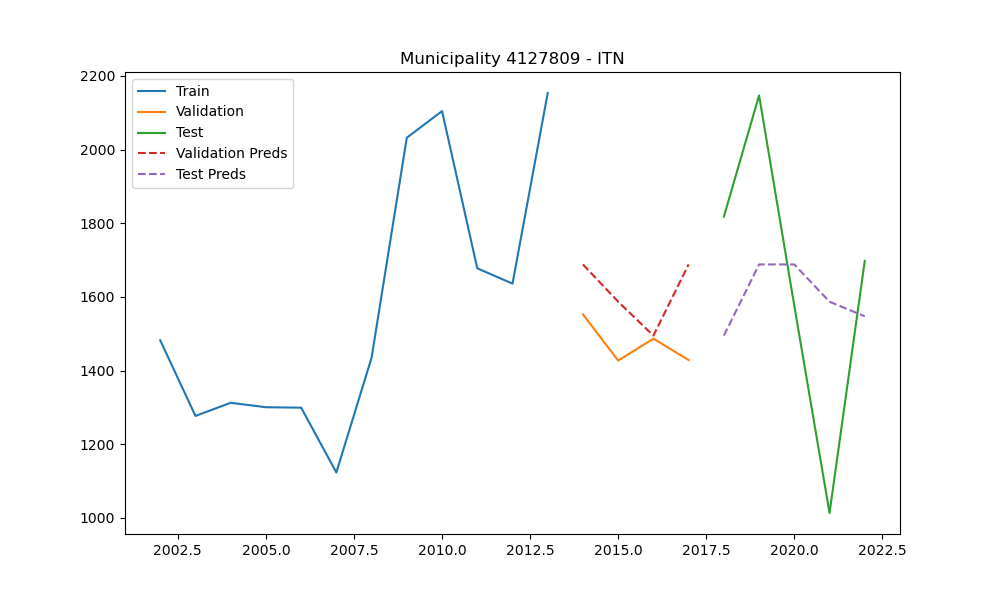 Municipality 4127809 - ITN
Train
Validation
Test
Validation Preds
Test Preds
2200
2000
1800
1600
1400
1200
1000
2002.5 2005.0 2007.5 2010.0 2012.5 2015.0 2017.5 2020.0 2022.5